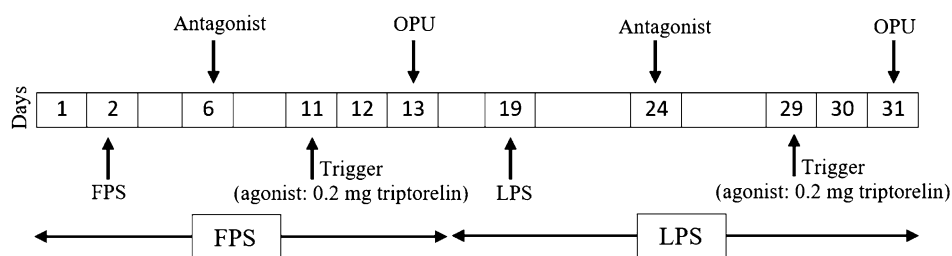 Antagonist OPU Antagonist OPU
Days 1 2 6 11 12 13 19 24 29 30 31
FPS Trigger LPS Trigger
(agonist: 0.2 mg triptorelin) (agonist: 0.2 mg triptorelin)
FPS LPS